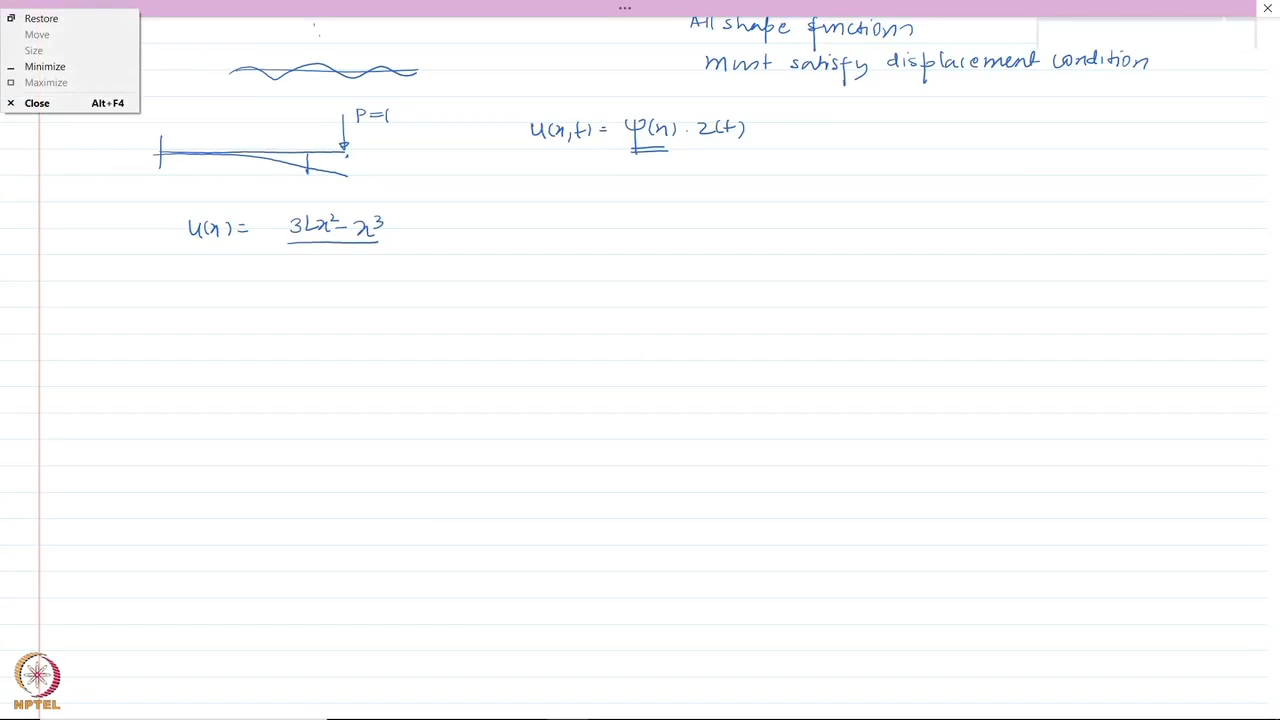 Restore
Move
Size
Minimize
Maximize
Close Alt+F4
All shape functions
must satisfy displacement condition
P=1
u(x,t) = ψ(x) . z(t)
u(x) = 3Lx² - x³
NPTEL